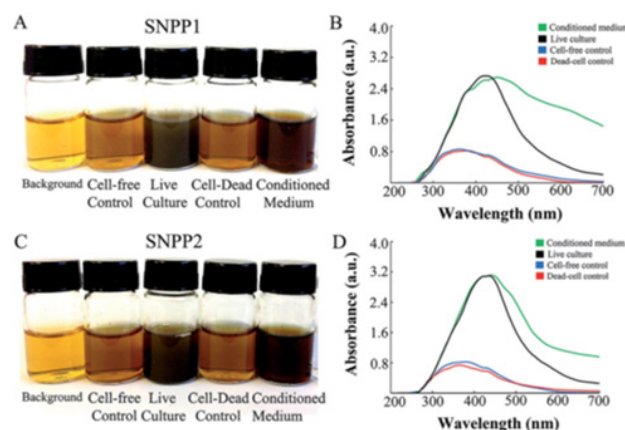 A
SNPP1
Background
Cell-free
Control
Live
Culture
Cell-Dead
Control
Conditioned
Medium
B
Absorbance (a.u.)
4.0
3.2
2.6
1.6
0.8
200 300 400 500 600 700
Wavelength (nm)
Conditioned medium
Live culture
Cell-free control
Dead-cell control
C
SNPP2
Background
Cell-free
Control
Live
Culture
Cell-Dead
Control
Conditioned
Medium
D
Absorbance (a.u.)
4.0
3.2
2.6
1.6
0.8
200 300 400 500 600 700
Wavelength (nm)
Conditioned medium
Live culture
Cell-free control
Dead-cell control